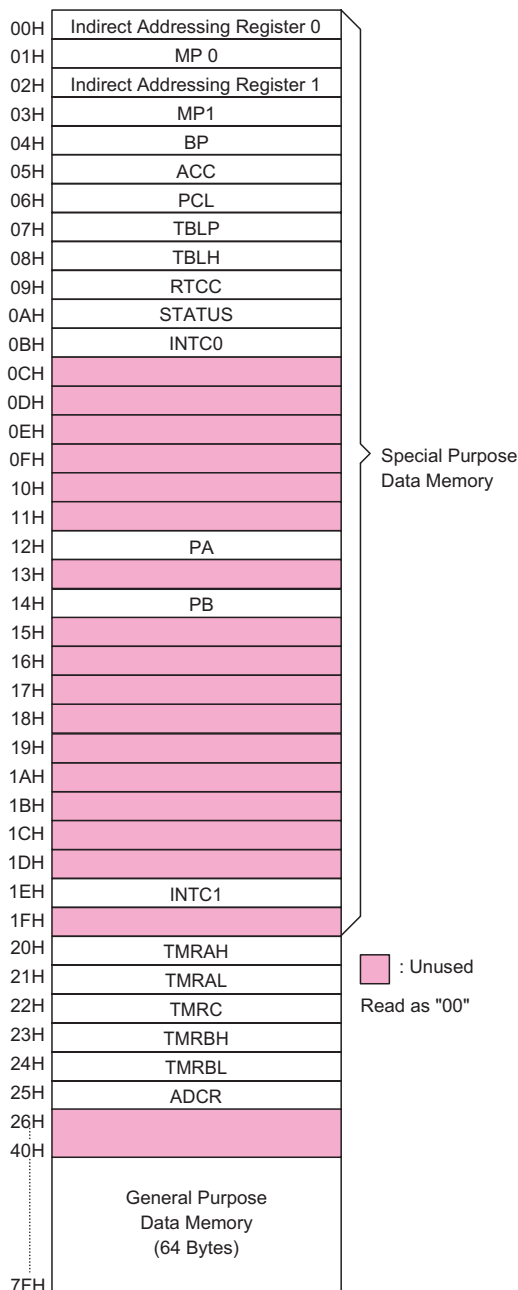 00H Indirect Addressing Register 0
01H MP 0
02H Indirect Addressing Register 1
03H MP1
04H BP
05H ACC
06H PCL
07H TBLP
08H TBLH
09H RTCC
0AH STATUS
0BH INTC0
0CH
0DH
0EH
0FH
Special Purpose
Data Memory
10H
11H
12H PA
13H
14H PB
15H
16H
17H
18H
19H
1AH
1BH
1CH
1DH
1EH INTC1
1FH
20H TMRAH
21H TMRAL
: Unused
22H TMRC
Read as "00"
23H TMRBH
24H TMRBL
25H ADCR
26H
40H
General Purpose
Data Memory
(64 Bytes)
7FH